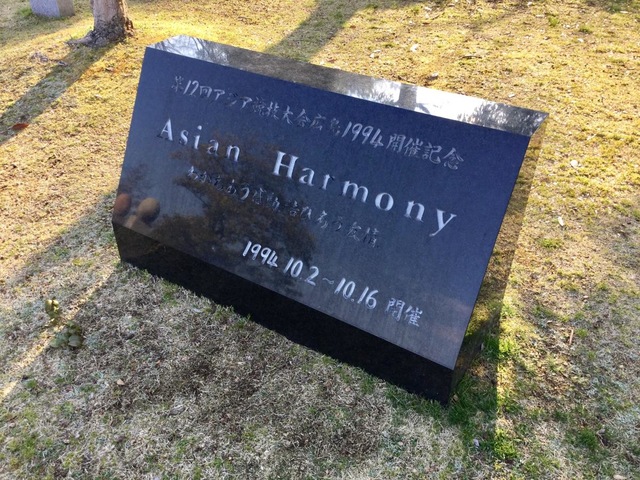 第12回アジア競技大会広島1994開催記念
Asian Harmony
1994.10.2~10.16 開催